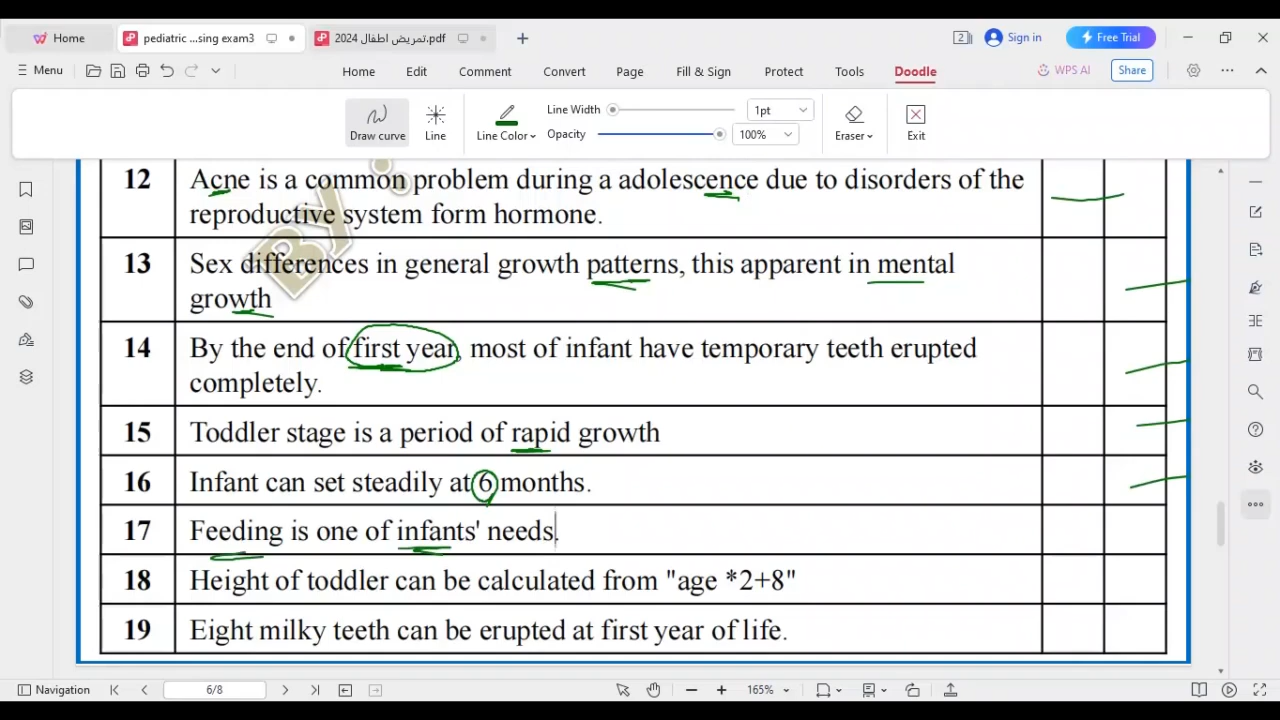 Home
pediatric ...sing exam3
تمريض اطفال 2024.pdf
2
Sign in
Free Trial
Menu
Home
Edit
Comment
Convert
Page
Fill & Sign
Protect
Tools
Doodle
WPS AI
Share
Draw curve
Line
Line Color
Line Width
1pt
Opacity
100%
Eraser
Exit
BY :
12 Acne is a common problem during a adolescence due to disorders of the
reproductive system form hormone.
13 Sex differences in general growth patterns, this apparent in mental
growth
14 By the end of first year, most of infant have temporary teeth erupted
completely.
15 Toddler stage is a period of rapid growth
16 Infant can set steadily at 6 months.
17 Feeding is one of infants' needs.
18 Height of toddler can be calculated from "age *2+8"
19 Eight milky teeth can be erupted at first year of life.
Navigation
6/8
165%